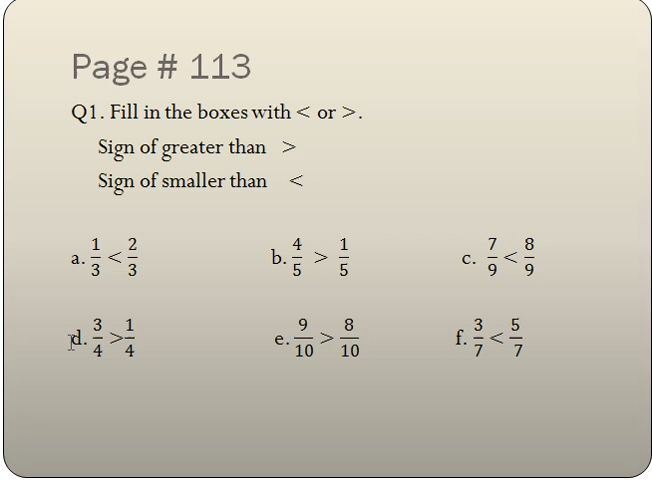 Page # 113
Q1. Fill in the boxes with < or >.
Sign of greater than >
Sign of smaller than <
a. 1/3 < 2/3 b. 4/5 > 1/5 c. 7/9 < 8/9
d. 3/4 > 1/4 e. 9/10 > 8/10 f. 3/7 < 5/7